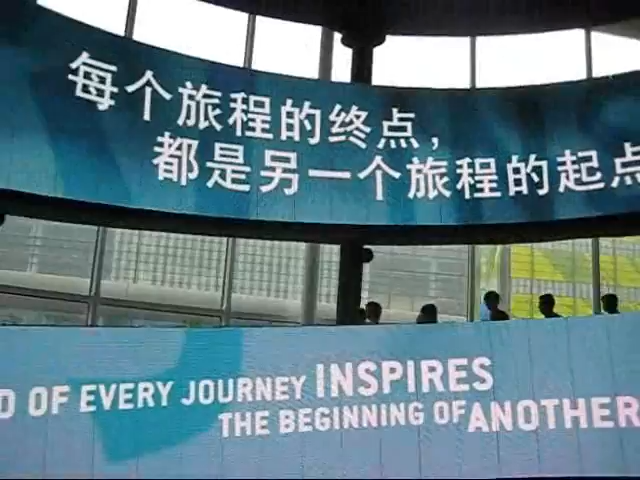 每个旅程的终点，
都是另一个旅程的起点
D OF EVERY JOURNEY INSPIRES
THE BEGINNING OF ANOTHER